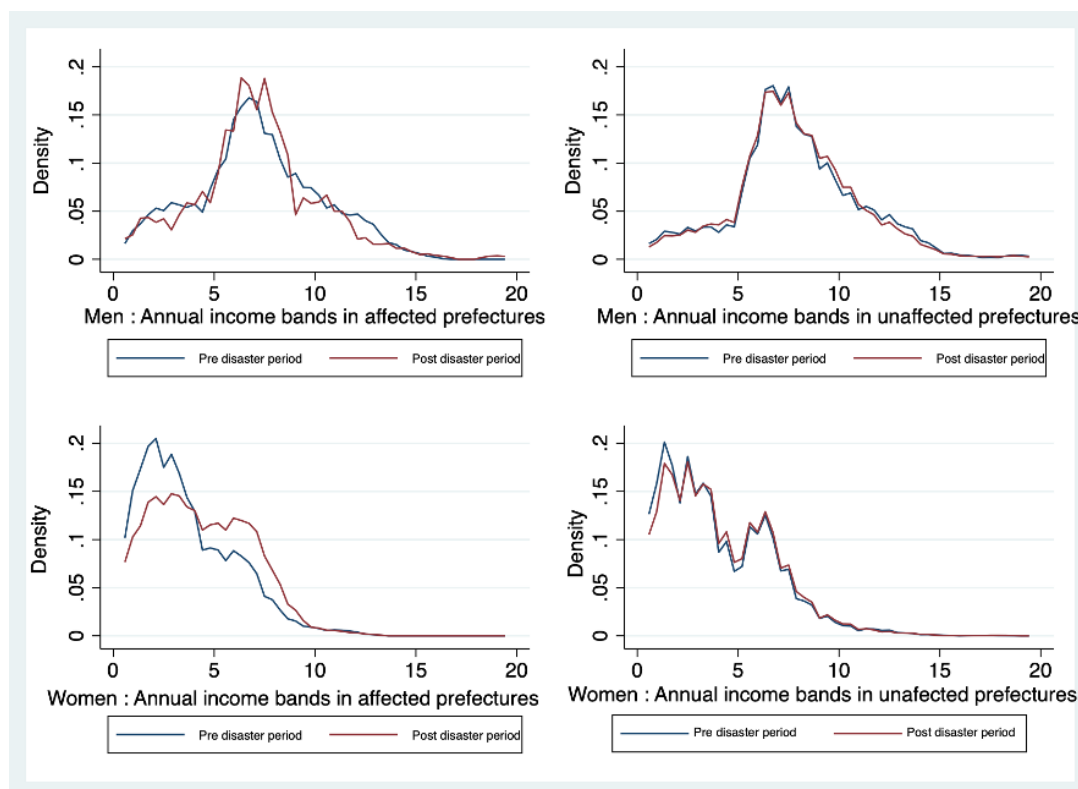 Density
.2
.15
.1
.05
0
0 5 10 15 20
Men : Annual income bands in affected prefectures
Pre disaster period Post disaster period
Density
.2
.15
.1
.05
0
0 5 10 15 20
Men : Annual income bands in unaffected prefectures
Pre disaster period Post disaster period
Density
.2
.15
.1
.05
0
0 5 10 15 20
Women : Annual income bands in affected prefectures
Pre disaster period Post disaster period
Density
.2
.15
.1
.05
0
0 5 10 15 20
Women : Annual income bands in unafected prefectures
Pre disaster period Post disaster period